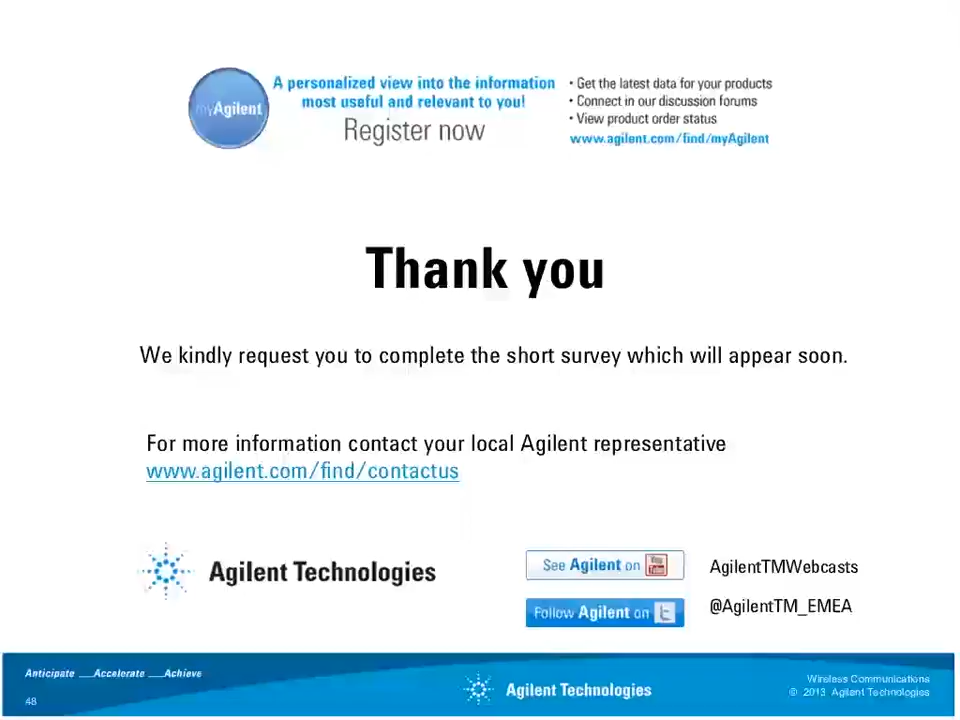 myAgilent
A personalized view into the information
most useful and relevant to you!
Register now
• Get the latest data for your products
• Connect in our discussion forums
• View product order status
www.agilent.com/find/myAgilent
Thank you
We kindly request you to complete the short survey which will appear soon.
For more information contact your local Agilent representative
www.agilent.com/find/contactus
Agilent Technologies
See Agilent on You Tube
AgilentTMWebcasts
Follow Agilent on t
@AgilentTM_EMEA
Anticipate __Accelerate __Achieve
48
Agilent Technologies
Wireless Communications
© 2013 Agilent Technologies